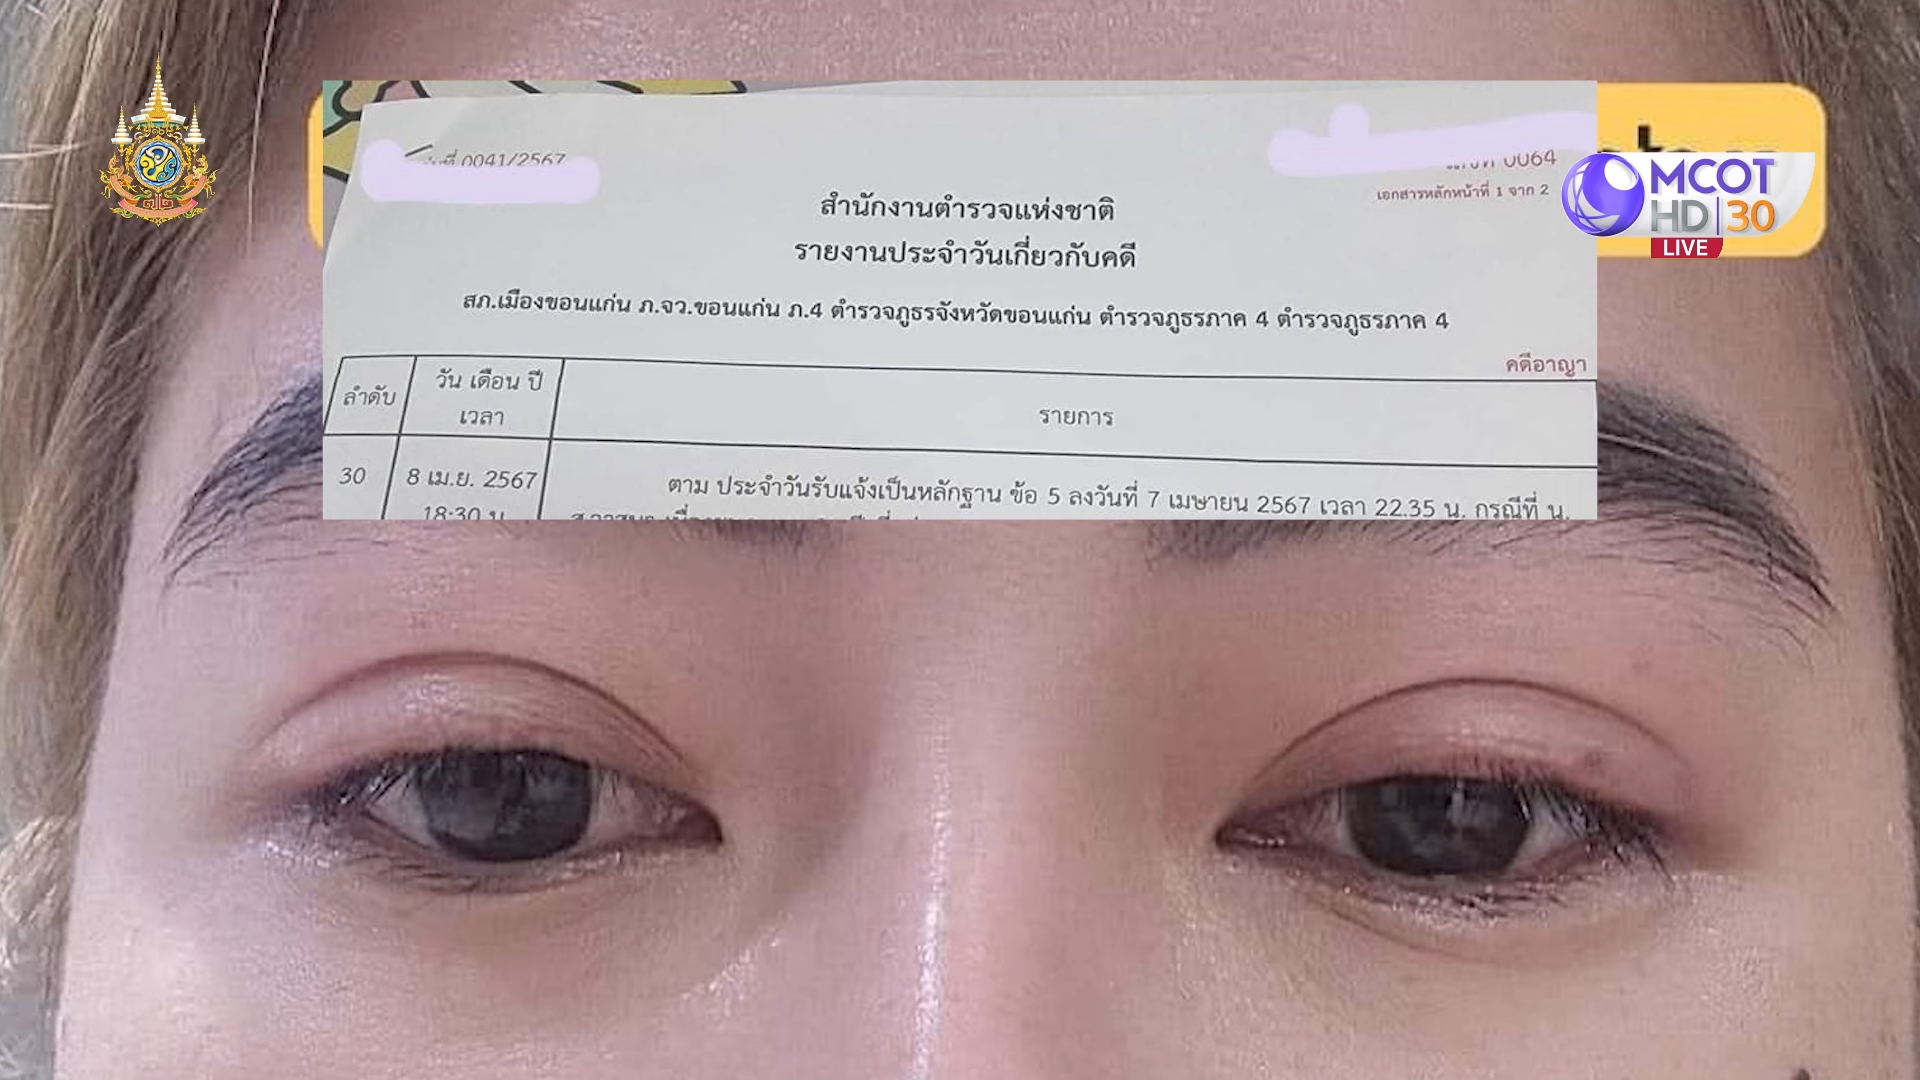 0041/2567
0064
เอกสารหลักหน้าที่ 1 จาก 2
MCOT
HD 30
LIVE
สำนักงานตำรวจแห่งชาติ
รายงานประจำวันเกี่ยวกับคดี
สภ.เมืองขอนแก่น ภ.จว.ขอนแก่น ภ.4 ตำรวจภูธรจังหวัดขอนแก่น ตำรวจภูธรภาค 4 ตำรวจภูธรภาค 4
คดีอาญา
ลำดับ
วัน เดือน ปี
เวลา
รายการ
30
8 เม.ย. 2567
18:30 น.
ตาม ประจำวันรับแจ้งเป็นหลักฐาน ข้อ 5 ลงวันที่ 7 เมษายน 2567 เวลา 22.35 น. กรณีที่ น.